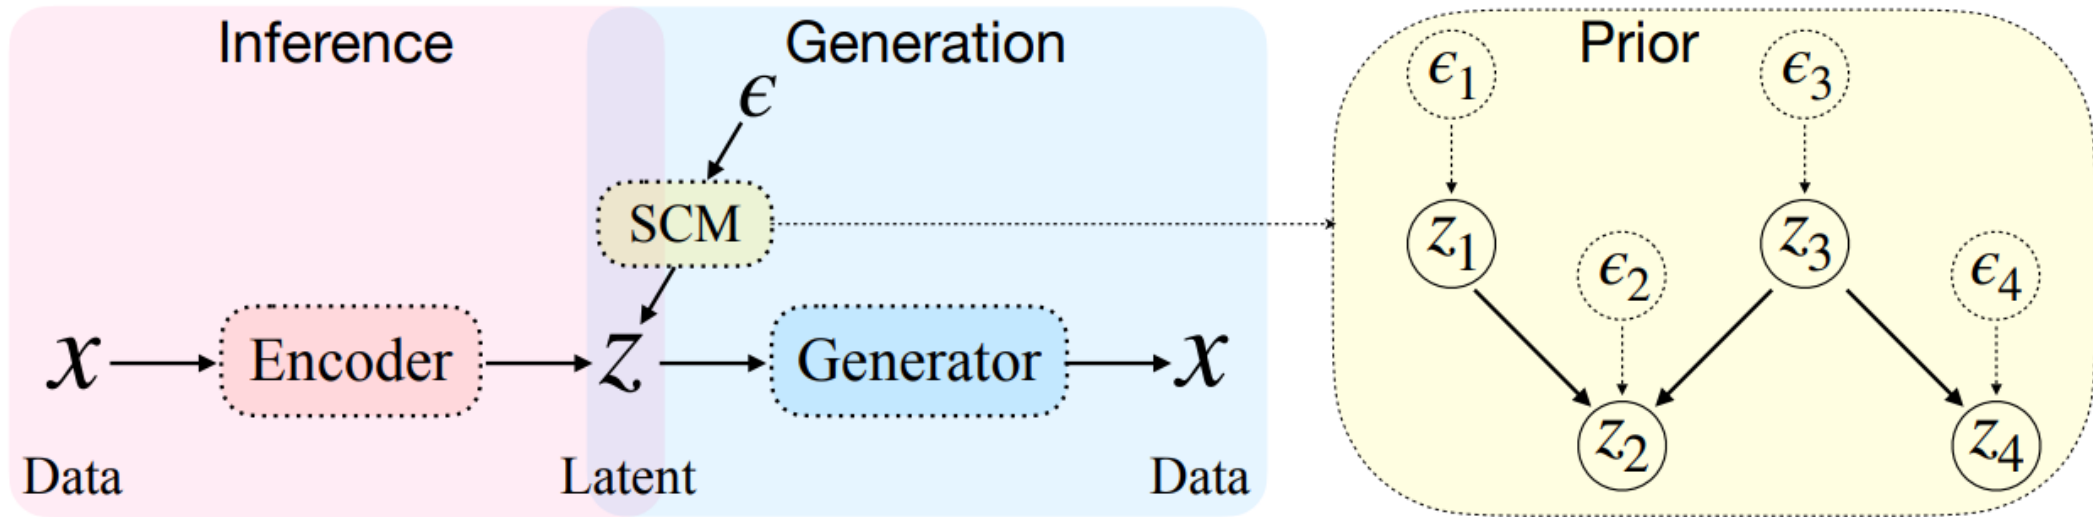 Inference
Generation
Prior
ϵ
ϵ1
ϵ3
SCM
z1
z3
ϵ2
ϵ4
x
Encoder
z
Generator
x
z2
z4
Data
Latent
Data